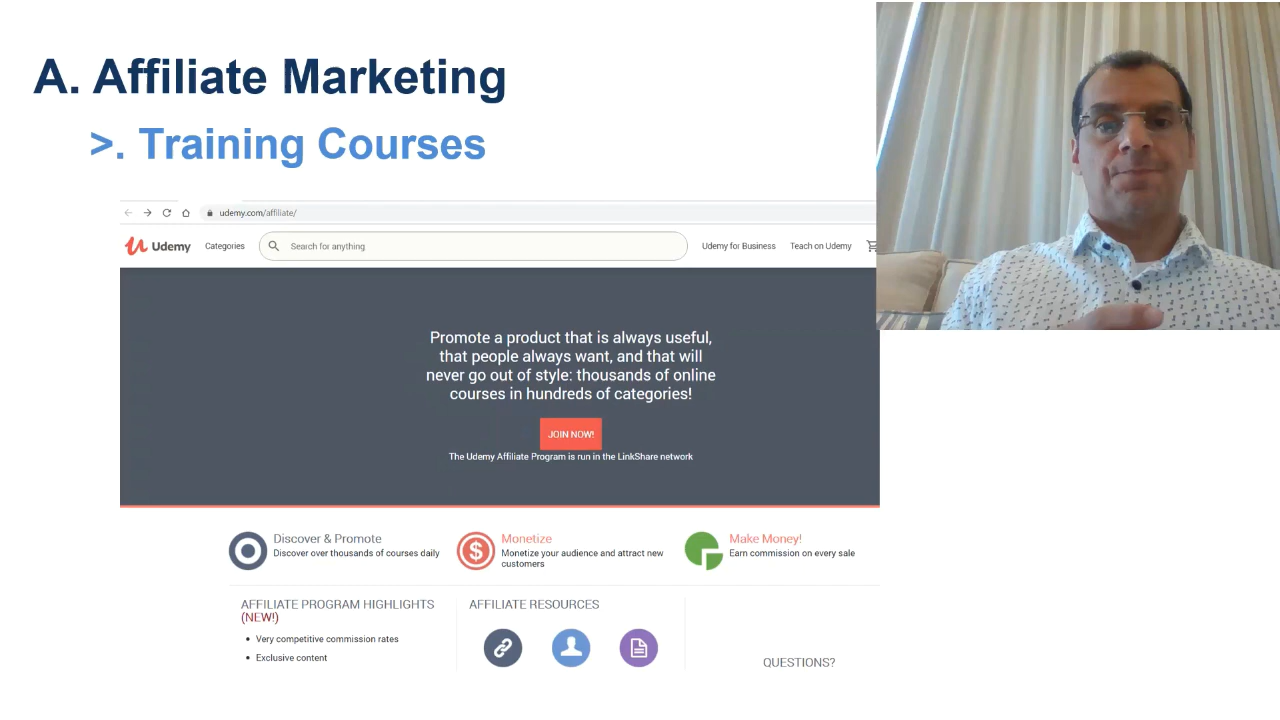 A. Affiliate Marketing
>. Training Courses
udemy.com/affiliate/
Udemy
Categories
Search for anything
Udemy for Business
Teach on Udemy
Promote a product that is always useful,
that people always want, and that will
never go out of style: thousands of online
courses in hundreds of categories!
JOIN NOW!
The Udemy Affiliate Program is run in the LinkShare network
Discover & Promote
Discover over thousands of courses daily
Monetize
Monetize your audience and attract new
customers
Make Money!
Earn commission on every sale
AFFILIATE PROGRAM HIGHLIGHTS
(NEW!)
• Very competitive commission rates
• Exclusive content
AFFILIATE RESOURCES
QUESTIONS?